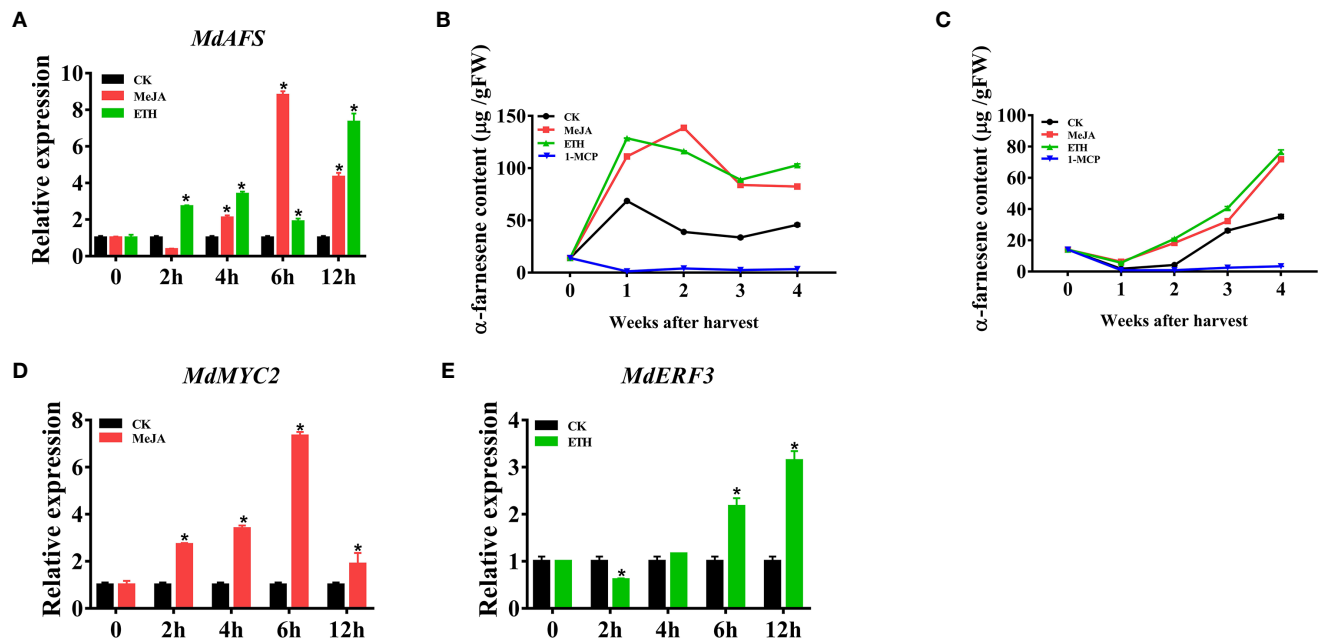 A
MdAFS
Relative expression
10
8
6
4
2
0
CK
MeJA
ETH
* * * * * * *
0 2h 4h 6h 12h
B
α-farnesene content (μg /gFW)
150
100
50
0
CK
MeJA
ETH
1-MCP
0 1 2 3 4
Weeks after harvest
C
α-farnesene content (μg /gFW)
100
80
60
40
20
0
CK
MeJA
ETH
1-MCP
0 1 2 3 4
Weeks after harvest
D
MdMYC2
Relative expression
8
6
4
2
0
CK
MeJA
* * * *
0 2h 4h 6h 12h
E
MdERF3
Relative expression
4
3
2
1
0
CK
ETH
* * *
0 2h 4h 6h 12h